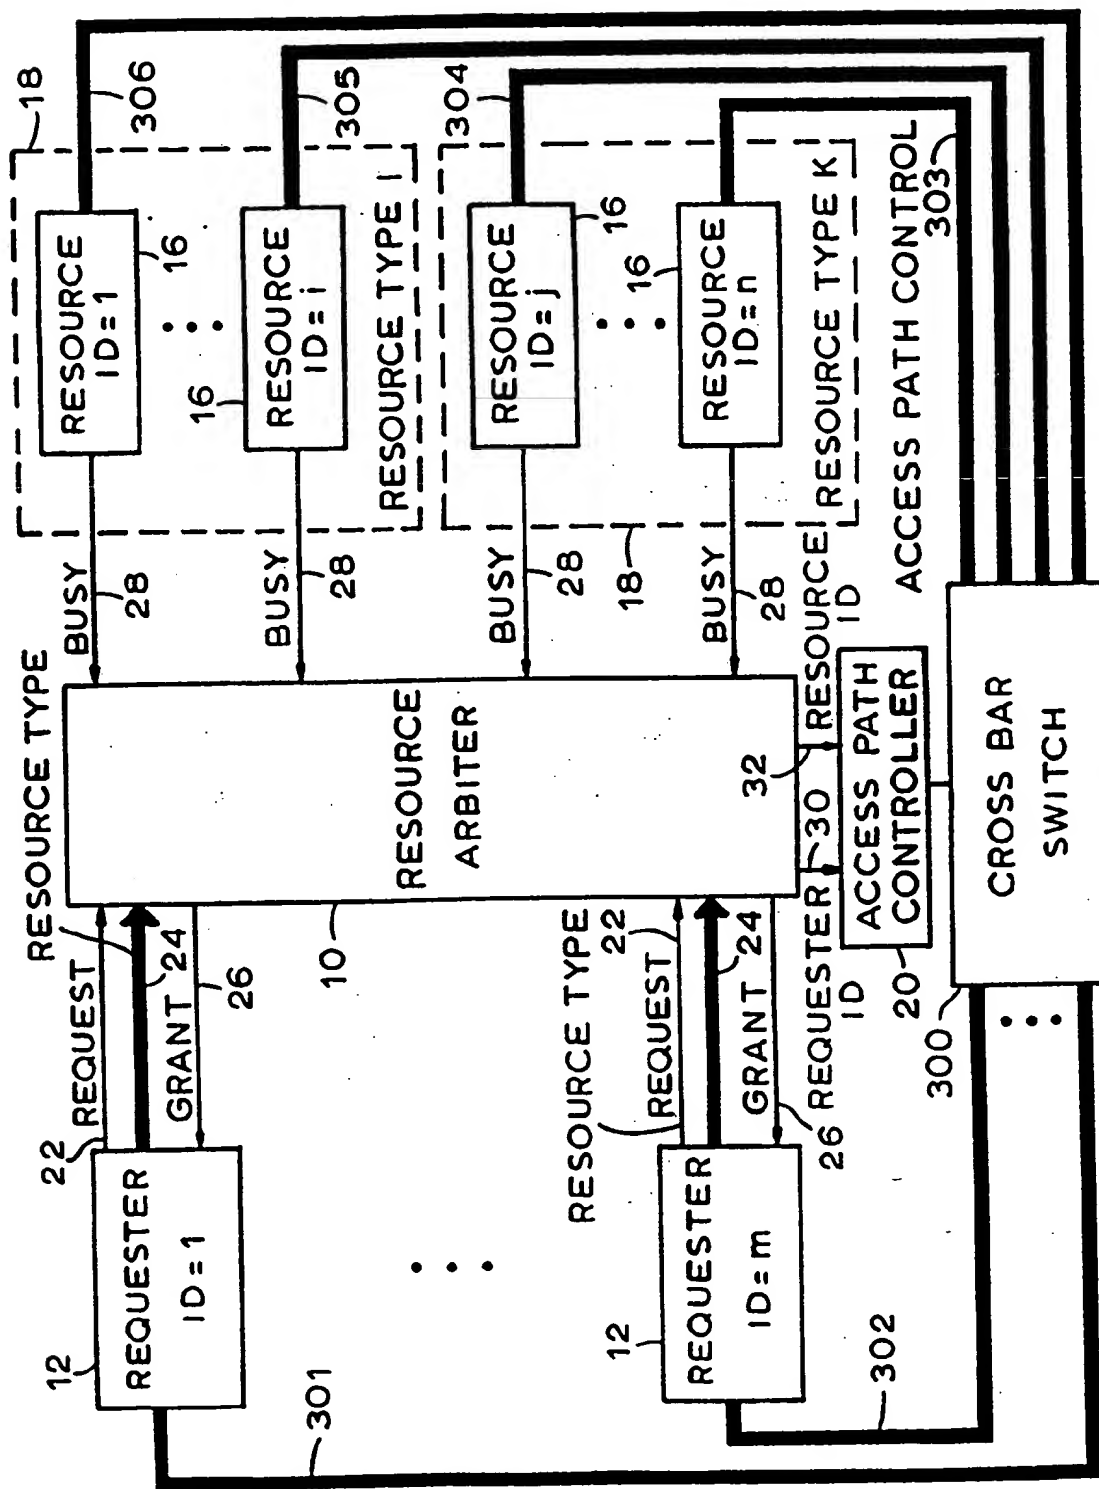 RESOURCE TYPE
18
306
305
304
303
RESOURCE
ID=1
16
RESOURCE
ID=i
16
RESOURCE TYPE I
RESOURCE
ID=j
16
RESOURCE
ID=n
16
RESOURCE TYPE K
18
BUSY
28
BUSY
28
BUSY
28
BUSY
28
ACCESS PATH CONTROL
RESOURCE
ARBITER
10
32
RESOURCE
ID
30
REQUESTER
ID
ACCESS PATH
CONTROLLER
20
CROSS BAR
SWITCH
300
22
REQUEST
24
GRANT
26
RESOURCE TYPE
22
REQUEST
24
GRANT
26
REQUESTER
ID=1
12
REQUESTER
ID=m
12
301
302